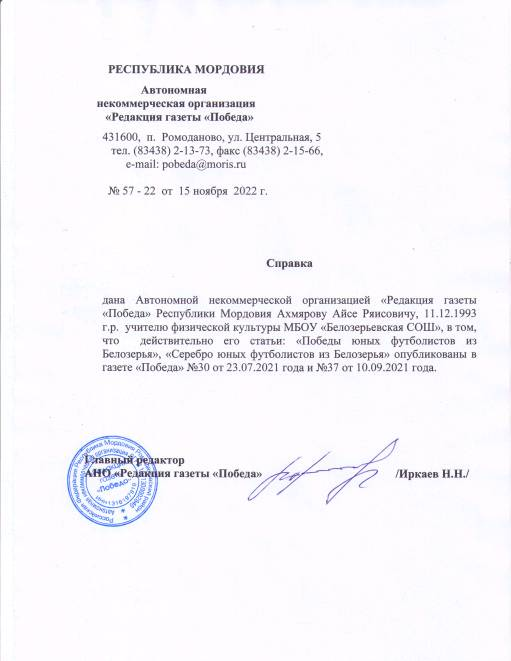 РЕСПУБЛИКА МОРДОВИЯ
Автономная
некоммерческая организация
«Редакция газеты «Победа»
431600, п. Ромоданово, ул. Центральная, 5
тел. (83438) 2-13-73, факс (83438) 2-15-66,
e-mail: pobeda@moris.ru
№ 57 - 22 от 15 ноября 2022 г.
Справка
дана Автономной некоммерческой организацией «Редакция газеты
«Победа» Республики Мордовия Ахмярову Айсе Ряисовичу, 11.12.1993
г.р. учителю физической культуры МБОУ «Белозерьевская СОШ», в том,
что действительно его статьи: «Победы юных футболистов из
Белозерья», «Серебро юных футболистов из Белозерья» опубликованы в
газете «Победа» №30 от 23.07.2021 года и №37 от 10.09.2021 года.
Главный редактор
АНО «Редакция газеты «Победа» /Иркаев Н.Н./
«ПОБЕДА»